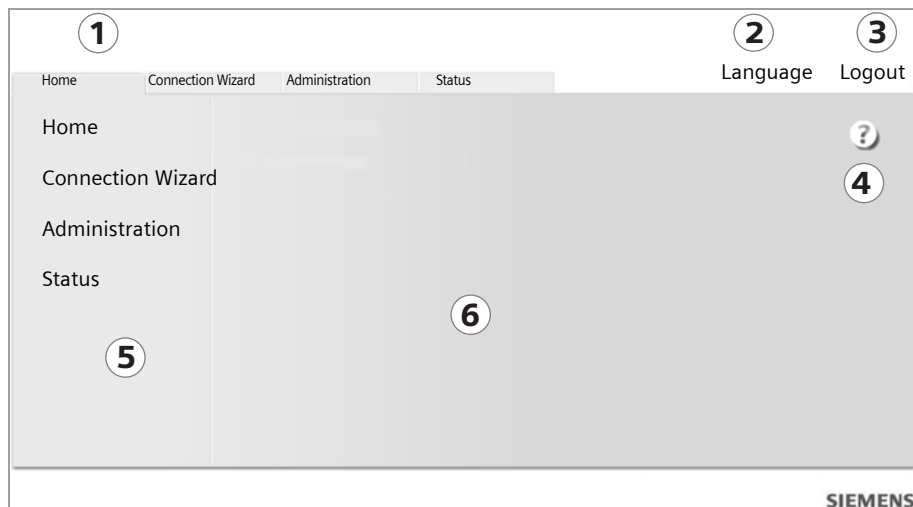 1 2 3
Home Connection Wizard Administration Status Language Logout
Home ?
Connection Wizard 4
Administration
Status
6
5
SIEMENS